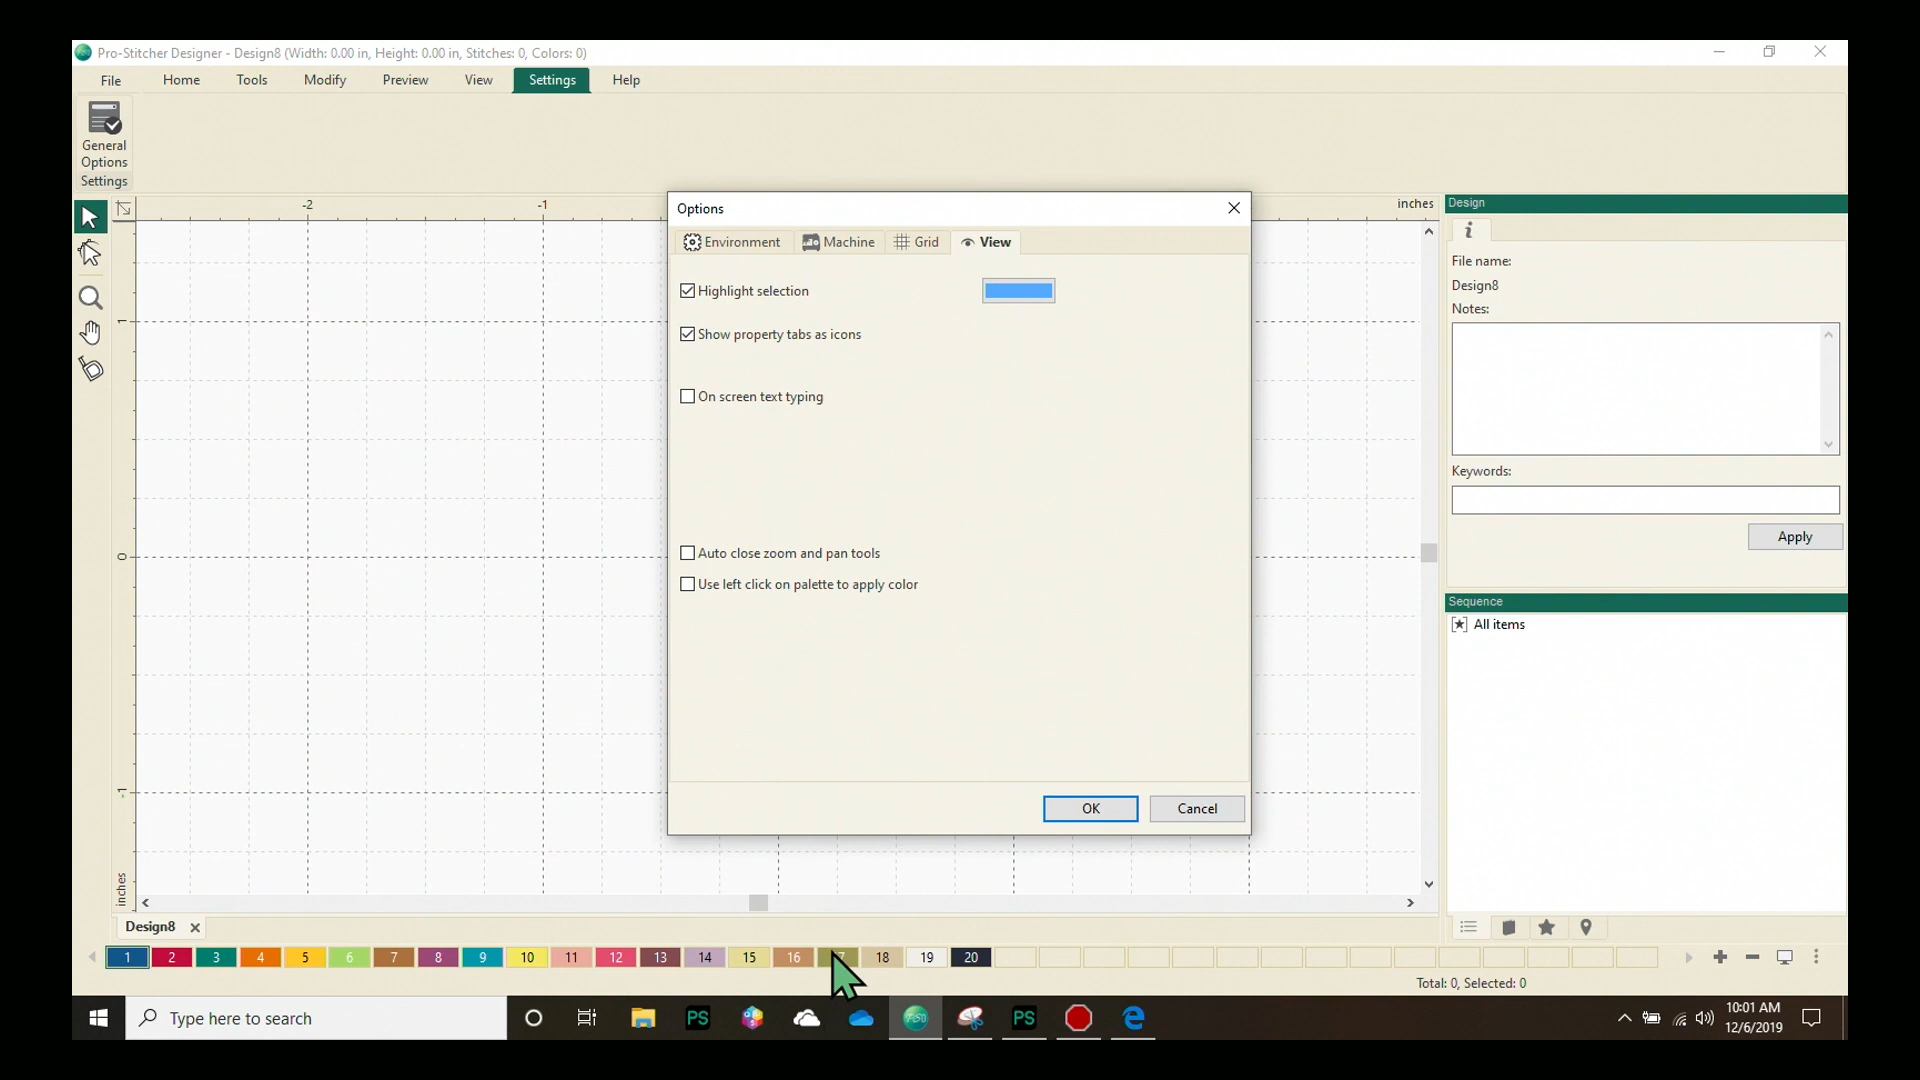 Pro-Stitcher Designer - Design8 (Width: 0.00 in, Height: 0.00 in, Stitches: 0, Colors: 0)
File Home Tools Modify Preview View Settings Help
General
Options
Settings
-2 -1 inches
1
0
-1
inches
Options
Environment Machine Grid View
Highlight selection
Show property tabs as icons
On screen text typing
Auto close zoom and pan tools
Use left click on palette to apply color
OK Cancel
Design
i
File name:
Design8
Notes:
Keywords:
Apply
Sequence
All items
Design8
1 2 3 4 5 6 7 8 9 10 11 12 13 14 15 16 7 18 19 20
Total: 0, Selected: 0
Type here to search
PS
PSD
PS
10:01 AM
12/6/2019